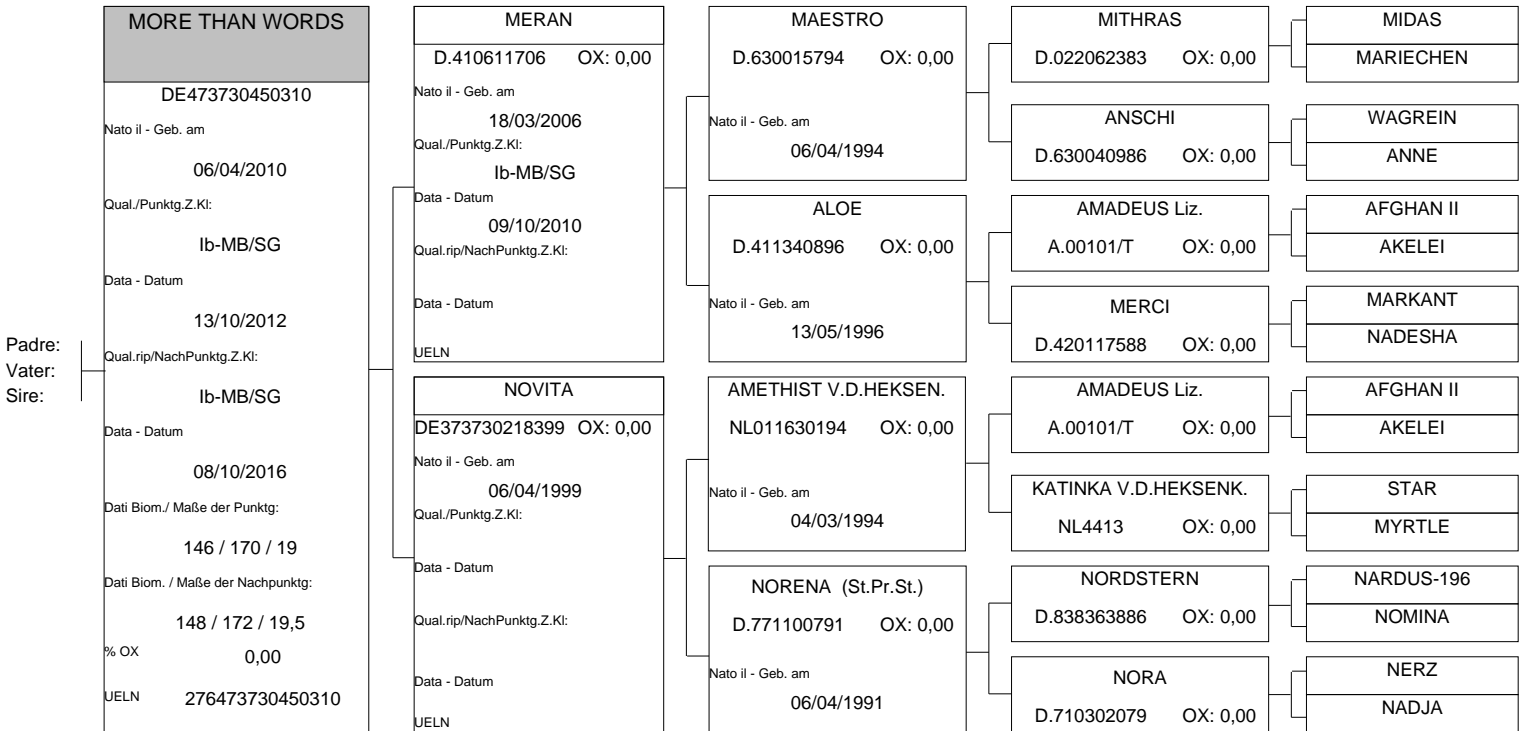 Padre:
Vater:
Sire:
MORE THAN WORDS
DE473730450310
Nato il - Geb. am
06/04/2010
Qual./Punktg.Z.Kl:
Ib-MB/SG
Data - Datum
13/10/2012
Qual.rip/NachPunktg.Z.Kl:
Ib-MB/SG
Data - Datum
08/10/2016
Dati Biom./ Maße der Punktg:
146 / 170 / 19
Dati Biom. / Maße der Nachpunktg:
148 / 172 / 19,5
% OX 0,00
UELN 276473730450310
MERAN
D.410611706 OX: 0,00
Nato il - Geb. am
18/03/2006
Qual./Punktg.Z.Kl:
Ib-MB/SG
Data - Datum
09/10/2010
Qual.rip/NachPunktg.Z.Kl:
Data - Datum
UELN
NOVITA
DE373730218399 OX: 0,00
Nato il - Geb. am
06/04/1999
Qual./Punktg.Z.Kl:
Data - Datum
Qual.rip/NachPunktg.Z.Kl:
Data - Datum
UELN
MAESTRO
D.630015794 OX: 0,00
Nato il - Geb. am
06/04/1994
ALOE
D.411340896 OX: 0,00
Nato il - Geb. am
13/05/1996
AMETHIST V.D.HEKSEN.
NL011630194 OX: 0,00
Nato il - Geb. am
04/03/1994
NORENA (St.Pr.St.)
D.771100791 OX: 0,00
Nato il - Geb. am
06/04/1991
MITHRAS
D.022062383 OX: 0,00
ANSCHI
D.630040986 OX: 0,00
AMADEUS Liz.
A.00101/T OX: 0,00
MERCI
D.420117588 OX: 0,00
AMADEUS Liz.
A.00101/T OX: 0,00
KATINKA V.D.HEKSENK.
NL4413 OX: 0,00
NORDSTERN
D.838363886 OX: 0,00
NORA
D.710302079 OX: 0,00
MIDAS
MARIECHEN
WAGREIN
ANNE
AFGHAN II
AKELEI
MARKANT
NADESHA
AFGHAN II
AKELEI
STAR
MYRTLE
NARDUS-196
NOMINA
NERZ
NADJA